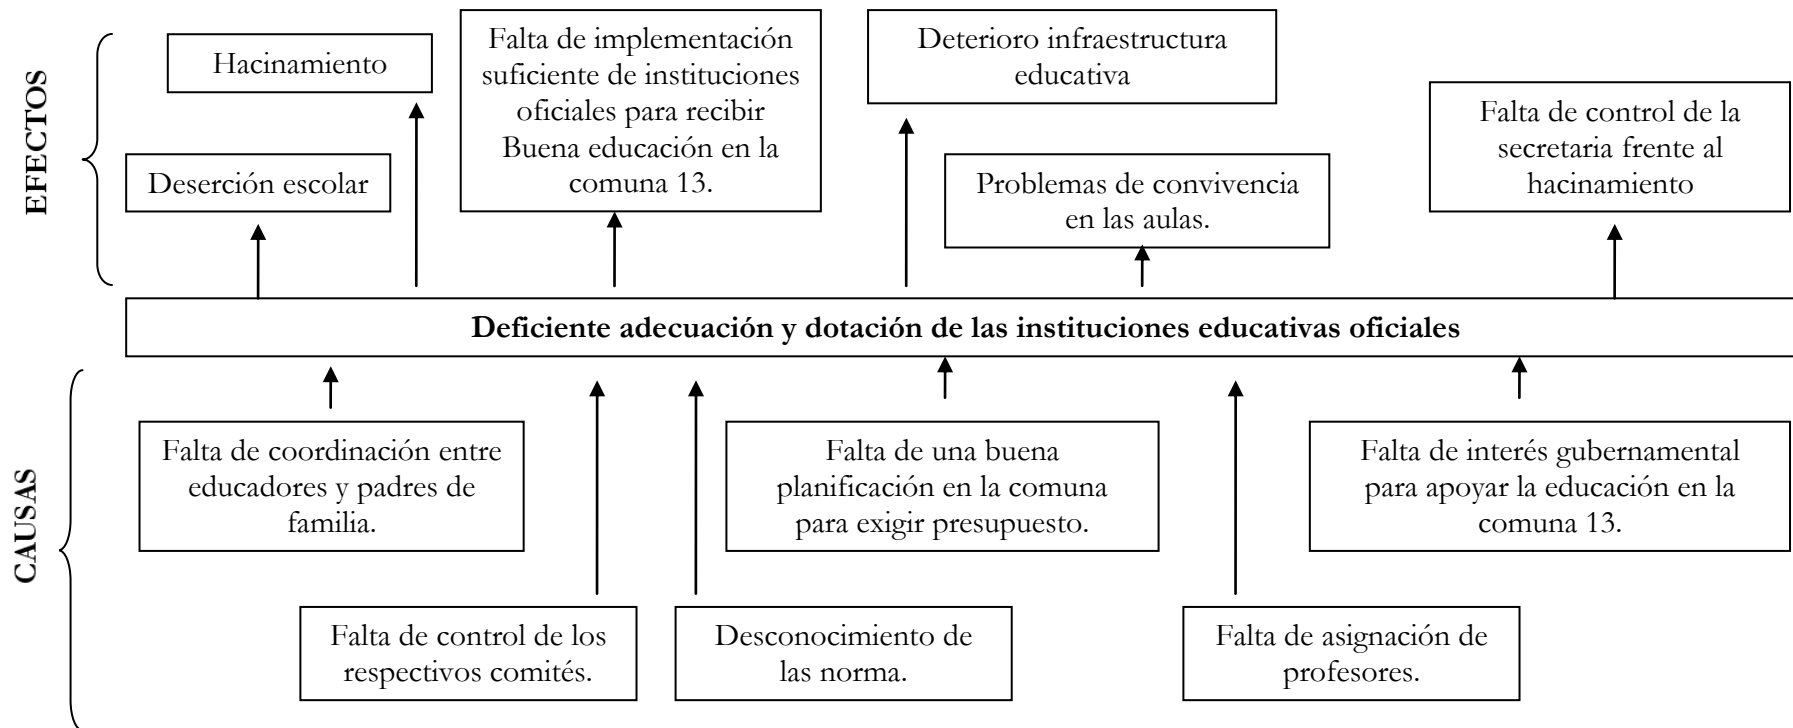 EFECTOS
Hacinamiento
Falta de implementación
suficiente de instituciones
oficiales para recibir
Buena educación en la
comuna 13.
Deterioro infraestructura
educativa
Falta de control de la
secretaria frente al
hacinamiento
Deserción escolar
Problemas de convivencia
en las aulas.
Deficiente adecuación y dotación de las instituciones educativas oficiales
CAUSAS
Falta de coordinación entre
educadores y padres de
familia.
Falta de una buena
planificación en la comuna
para exigir presupuesto.
Falta de interés gubernamental
para apoyar la educación en la
comuna 13.
Falta de control de los
respectivos comités.
Desconocimiento de
las norma.
Falta de asignación de
profesores.